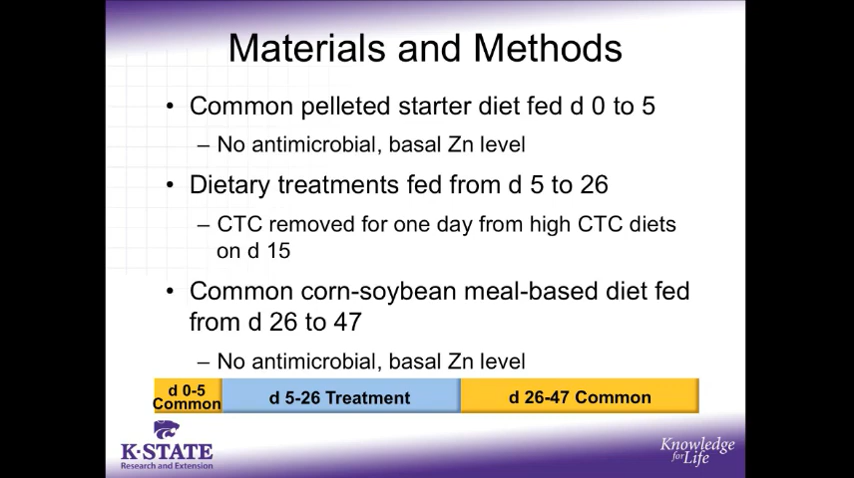 Materials and Methods
• Common pelleted starter diet fed d 0 to 5
– No antimicrobial, basal Zn level
• Dietary treatments fed from d 5 to 26
– CTC removed for one day from high CTC diets
on d 15
• Common corn-soybean meal-based diet fed
from d 26 to 47
– No antimicrobial, basal Zn level
d 0-5
Common
d 5-26 Treatment
d 26-47 Common
K-STATE
Research and Extension
Knowledge
for Life